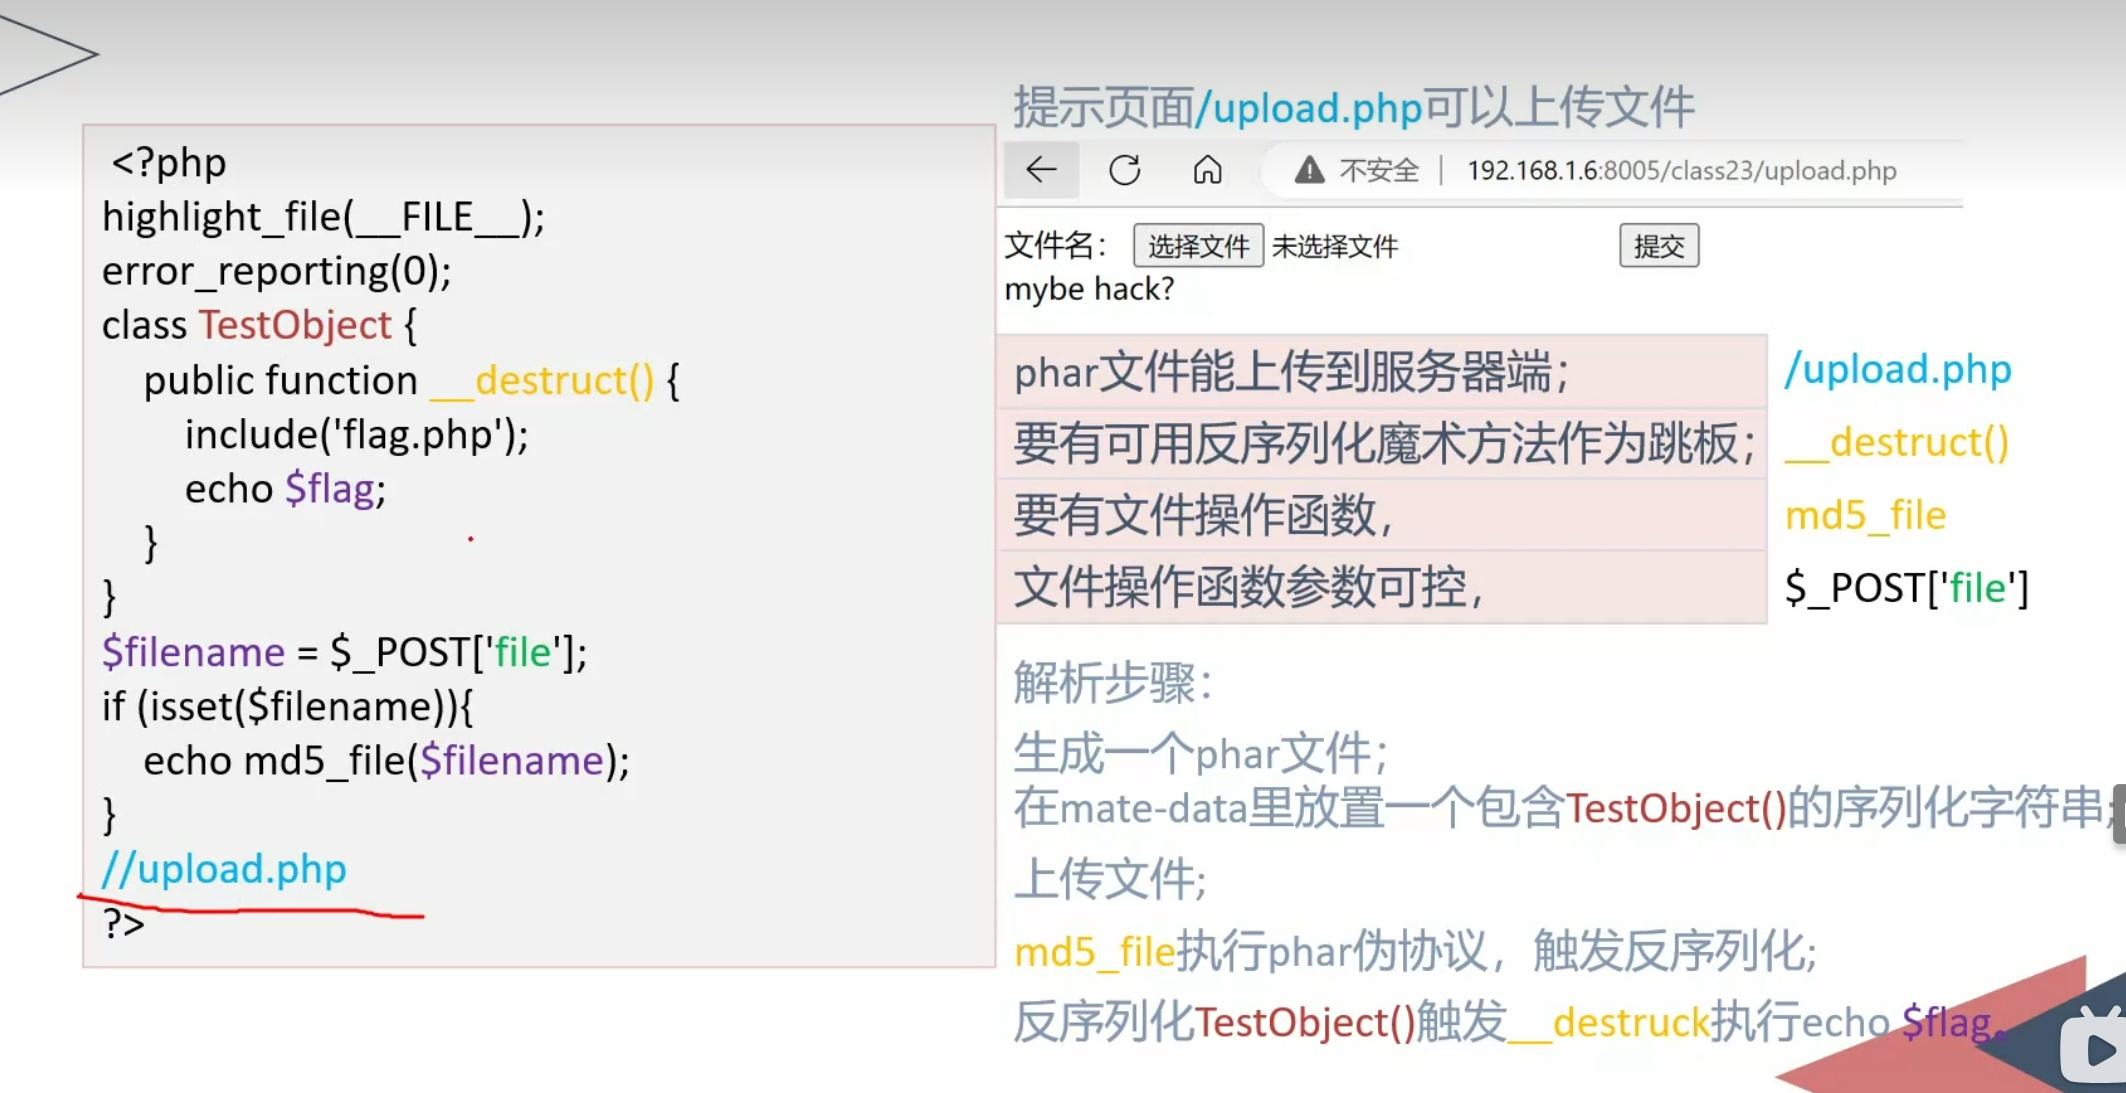 <?php
highlight_file(__FILE__);
error_reporting(0);
class TestObject {
public function __destruct() {
include('flag.php');
echo $flag;
}
}
$filename = $_POST['file'];
if (isset($filename)){
echo md5_file($filename);
}
//upload.php
?>
提示页面/upload.php可以上传文件
不安全 | 192.168.1.6:8005/class23/upload.php
文件名： 选择文件 未选择文件 提交
mybe hack?
phar文件能上传到服务器端； /upload.php
要有可用反序列化魔术方法作为跳板； __destruct()
要有文件操作函数， md5_file
文件操作函数参数可控， $_POST['file']
解析步骤：
生成一个phar文件；
在mate-data里放置一个包含TestObject()的序列化字符串；
上传文件;
md5_file执行phar伪协议，触发反序列化;
反序列化TestObject()触发__destruck执行echo $flag。